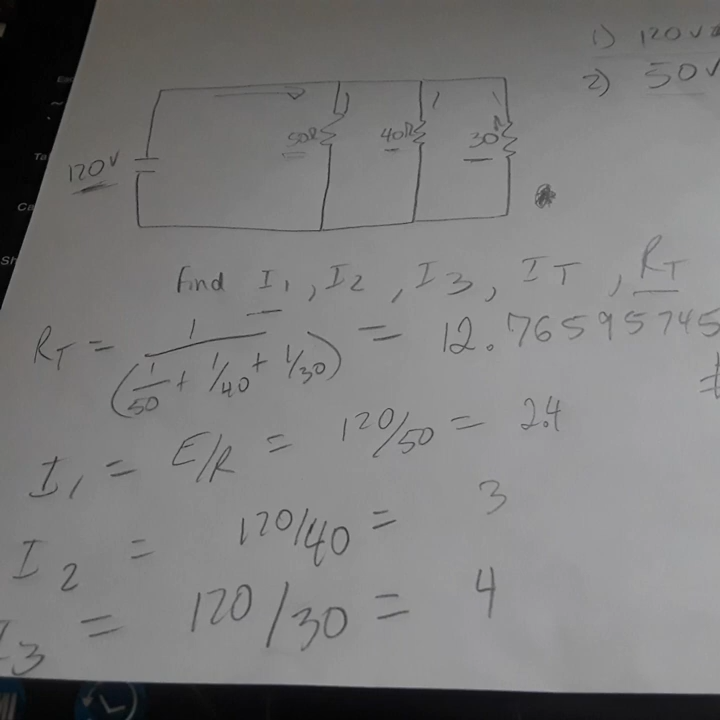 1) 120V
2) 50V
120V
50Ω
40Ω
30Ω
find I1, I2, I3, IT, RT
RT = 1/(1/50 + 1/40 + 1/30) = 12.76595745
I1 = E/R = 120/50 = 2.4
I2 = 120/40 = 3
I3 = 120/30 = 4